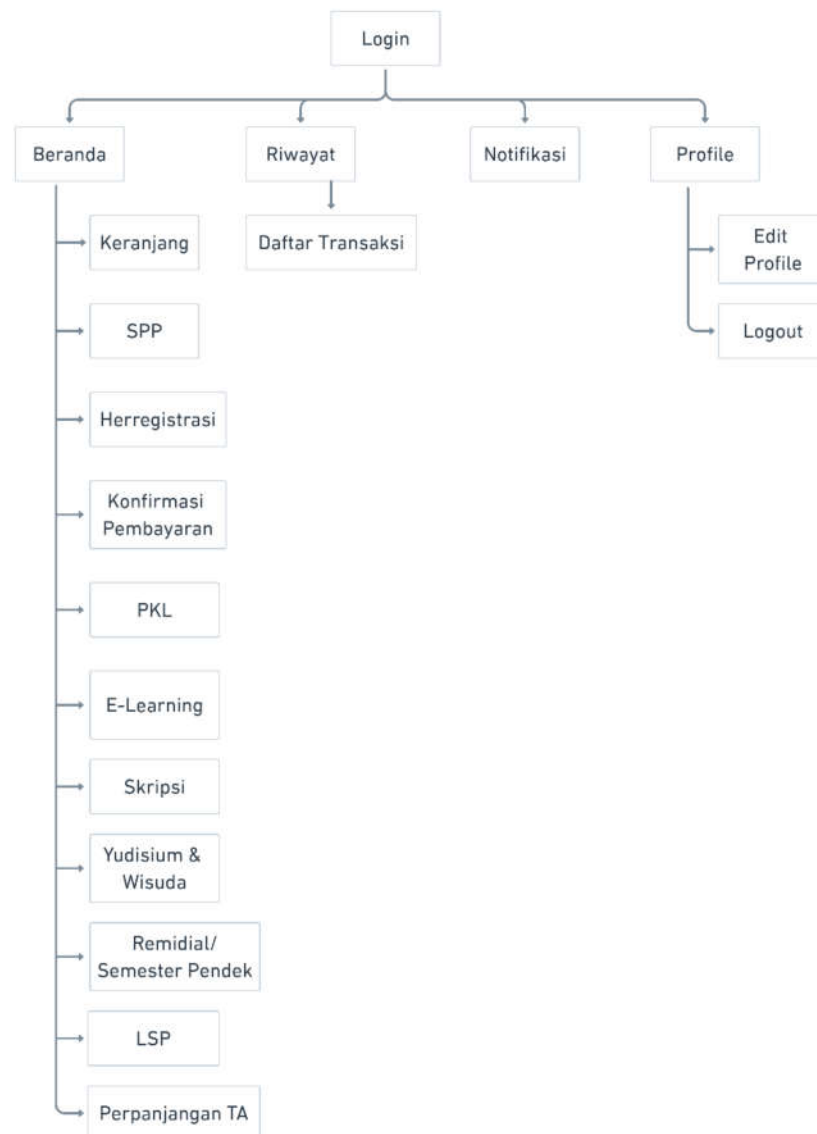 Login
Beranda
Riwayat
Notifikasi
Profile
Keranjang
Daftar Transaksi
Edit
Profile
SPP
Logout
Herregistrasi
Konfirmasi
Pembayaran
PKL
E-Learning
Skripsi
Yudisium &
Wisuda
Remidial/
Semester Pendek
LSP
Perpanjangan TA